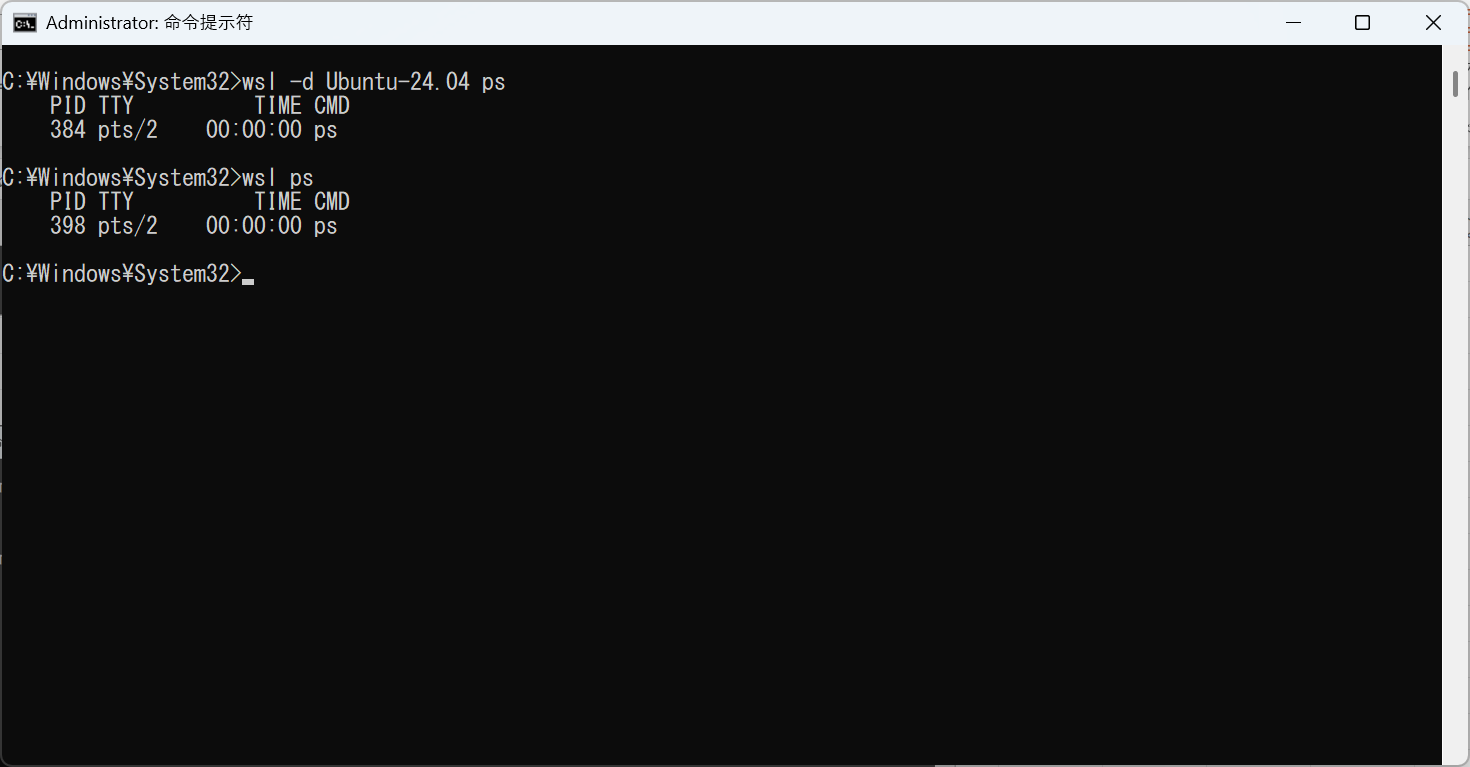 Administrator: 命令提示符
C:¥Windows¥System32>wsl -d Ubuntu-24.04 ps
    PID TTY          TIME CMD
    384 pts/2    00:00:00 ps
C:¥Windows¥System32>wsl ps
    PID TTY          TIME CMD
    398 pts/2    00:00:00 ps
C:¥Windows¥System32>